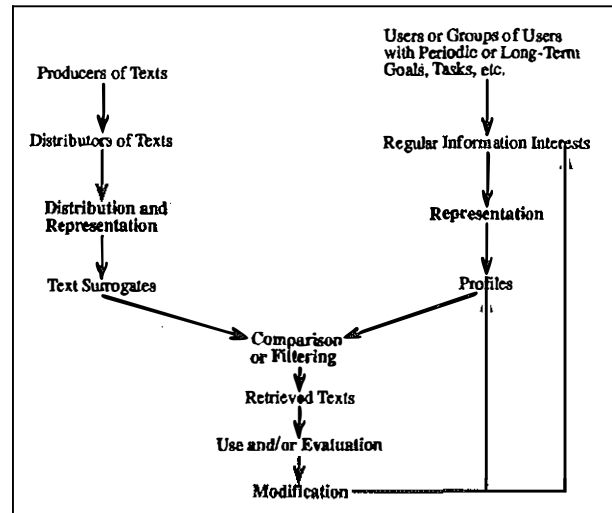 Producers of Texts
Distributors of Texts
Distribution and
Representation
Text Surrogates
Users or Groups of Users
with Periodic or Long-Term
Goals, Tasks, etc.
Regular Information Interests
Representation
Profiles
Comparison
or Filtering
Retrieved Texts
Use and/or Evaluation
Modification